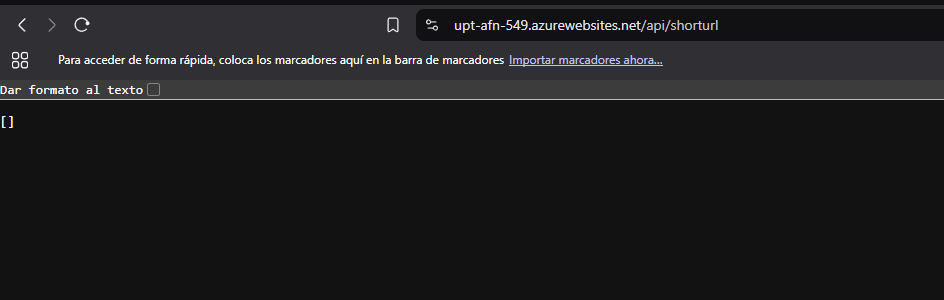 upt-afn-549.azurewebsites.net/api/shorturl
Para acceder de forma rápida, coloca los marcadores aquí en la barra de marcadores Importar marcadores ahora...
Dar formato al texto
[]